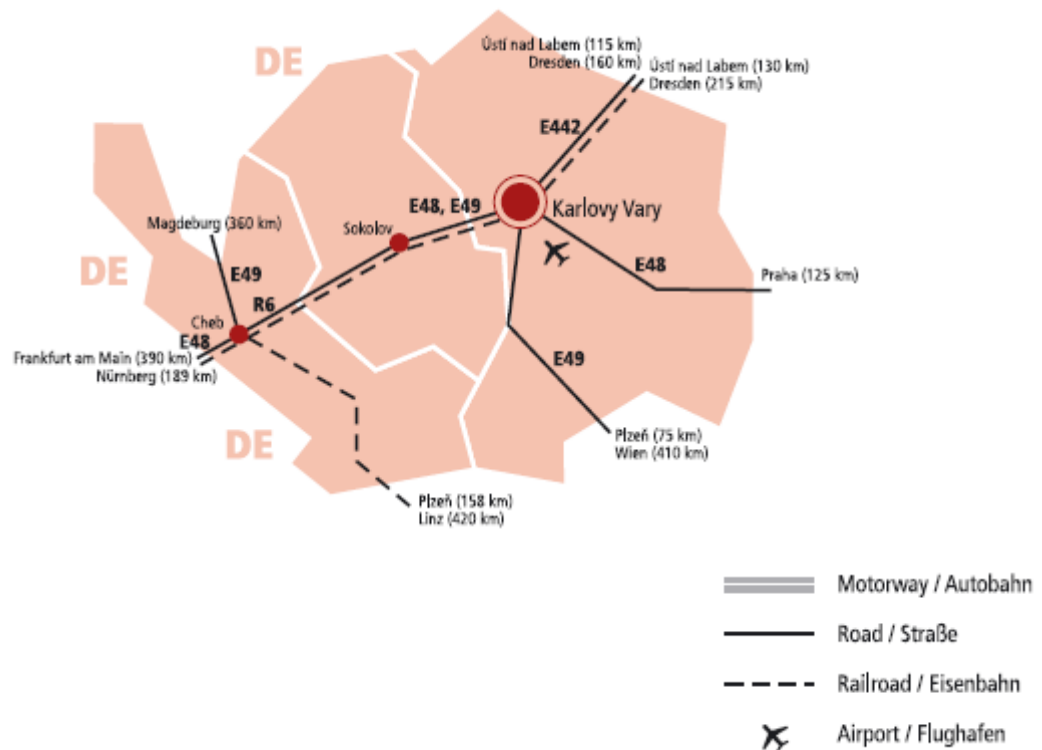 Ústí nad Labem (115 km)
Dresden (160 km)
Ústí nad Labem (130 km)
Dresden (215 km)
DE
E442
E48, E49
Karlovy Vary
Sokolov
Magdeburg (360 km)
DE
E49
R6
E48
Praha (125 km)
Cheb
E48
Frankfurt am Main (390 km)
Nürnberg (189 km)
E49
DE
Plzeň (75 km)
Wien (410 km)
Plzeň (158 km)
Linz (420 km)
Motorway / Autobahn
Road / Straße
Railroad / Eisenbahn
Airport / Flughafen